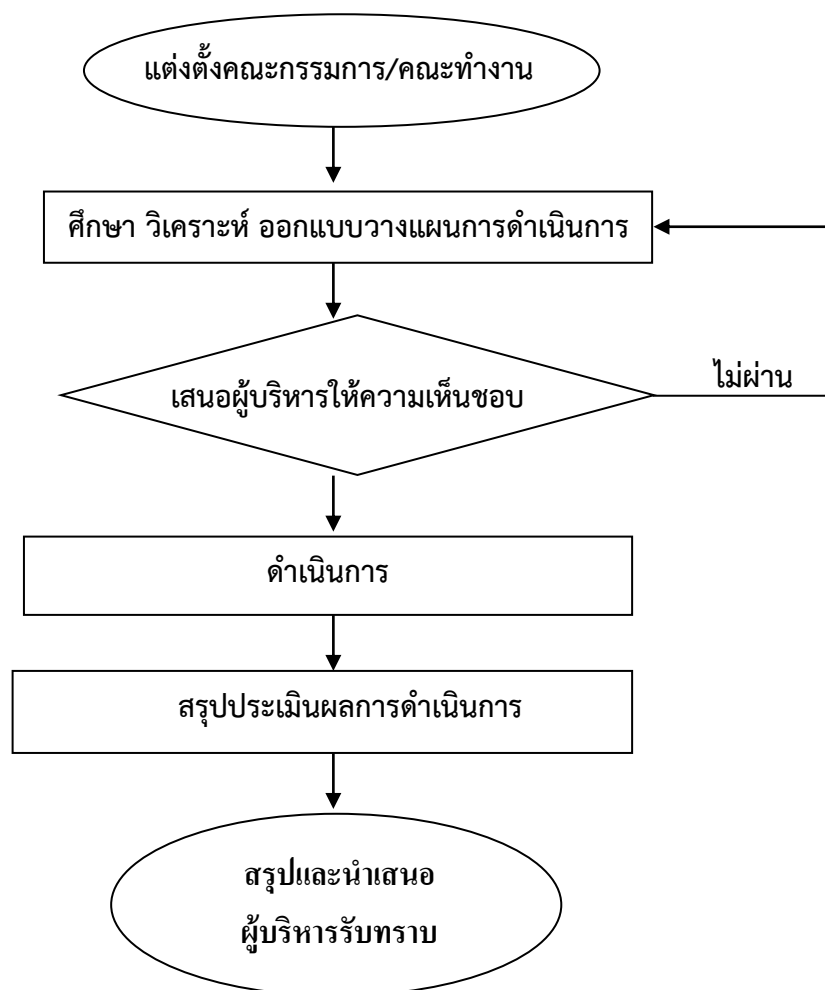 แต่งตั้งคณะกรรมการ/คณะทำงาน
ศึกษา วิเคราะห์ ออกแบบวางแผนการดำเนินการ
เสนอผู้บริหารให้ความเห็นชอบ
ไม่ผ่าน
ดำเนินการ
สรุปประเมินผลการดำเนินการ
สรุปและนำเสนอ
ผู้บริหารรับทราบ